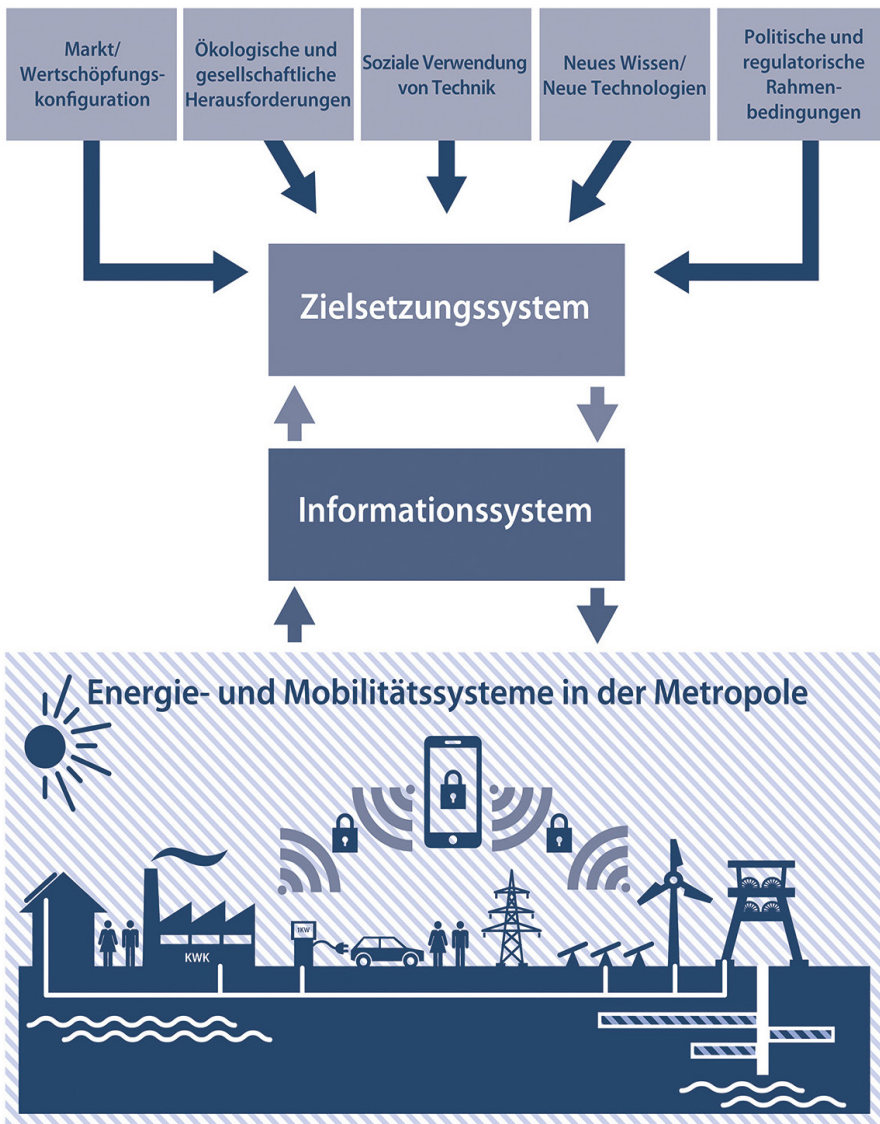 Markt/
Wertschöpfungs-
konfiguration
Ökologische und
gesellschaftliche
Herausforderungen
Soziale Verwendung
von Technik
Neues Wissen/
Neue Technologien
Politische und
regulatorische
Rahmen-
bedingungen
Zielsetzungssystem
Informationssystem
Energie- und Mobilitätssysteme in der Metropole
1KW
KWK